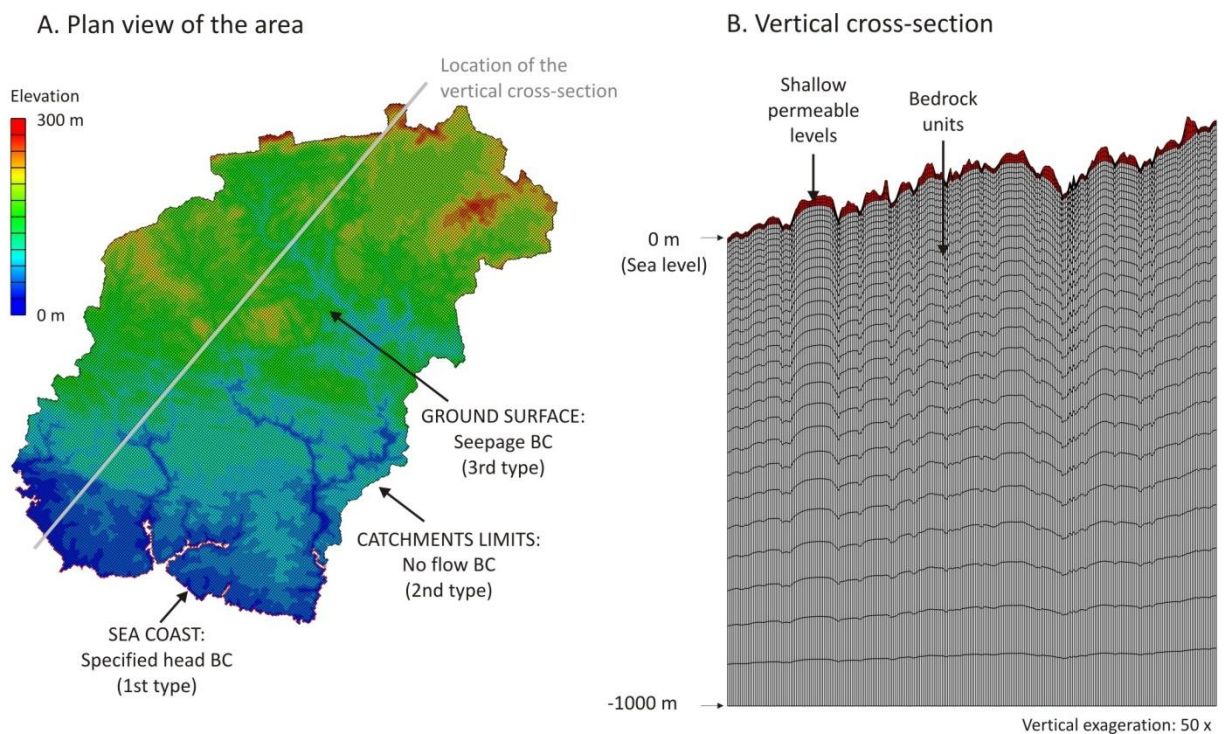 A. Plan view of the area
Location of the
vertical cross-section
Elevation
300 m
0 m
GROUND SURFACE:
Seepage BC
(3rd type)
CATCHMENTS LIMITS:
No flow BC
(2nd type)
SEA COAST:
Specified head BC
(1st type)
B. Vertical cross-section
Shallow
permeable
levels
Bedrock
units
0 m
(Sea level)
-1000 m
Vertical exageration: 50 x